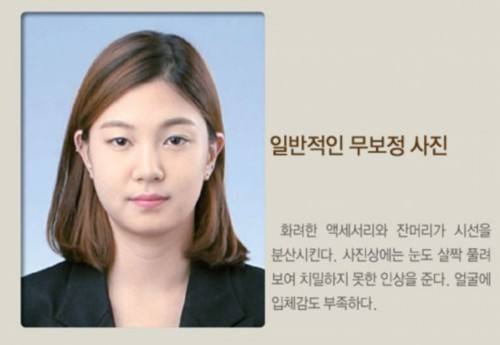 일반적인 무보정 사진
화려한 액세서리와 잔머리가 시선을
분산시킨다. 사진상에는 눈도 살짝 풀려
보여 치밀하지 못한 인상을 준다. 얼굴에
입체감도 부족하다.